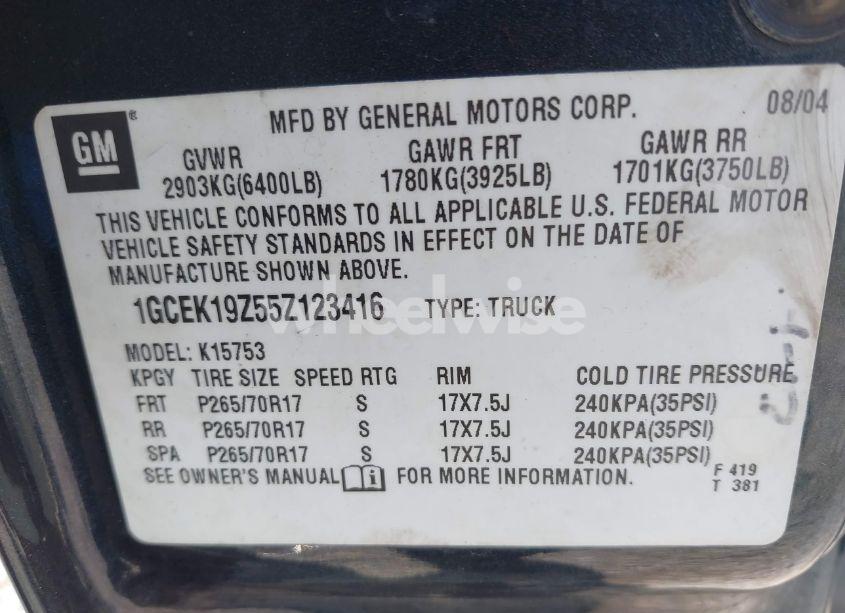 GM®
MFD BY GENERAL MOTORS CORP. 08/04
GVWR GAWR FRT GAWR RR
2903KG(6400LB) 1780KG(3925LB) 1701KG(3750LB)
THIS VEHICLE CONFORMS TO ALL APPLICABLE U.S. FEDERAL MOTOR
VEHICLE SAFETY STANDARDS IN EFFECT ON THE DATE OF
MANUFACTURE SHOWN ABOVE.
1GCEK19Z55Z123416 TYPE: TRUCK
wheelwise
MODEL: K15753
KPGY TIRE SIZE SPEED RTG RIM COLD TIRE PRESSURE
FRT P265/70R17 S 17X7.5J 240KPA(35PSI)
RR P265/70R17 S 17X7.5J 240KPA(35PSI)
SPA P265/70R17 S 17X7.5J 240KPA(35PSI)
SEE OWNER'S MANUAL FOR MORE INFORMATION.
F 419
T 381